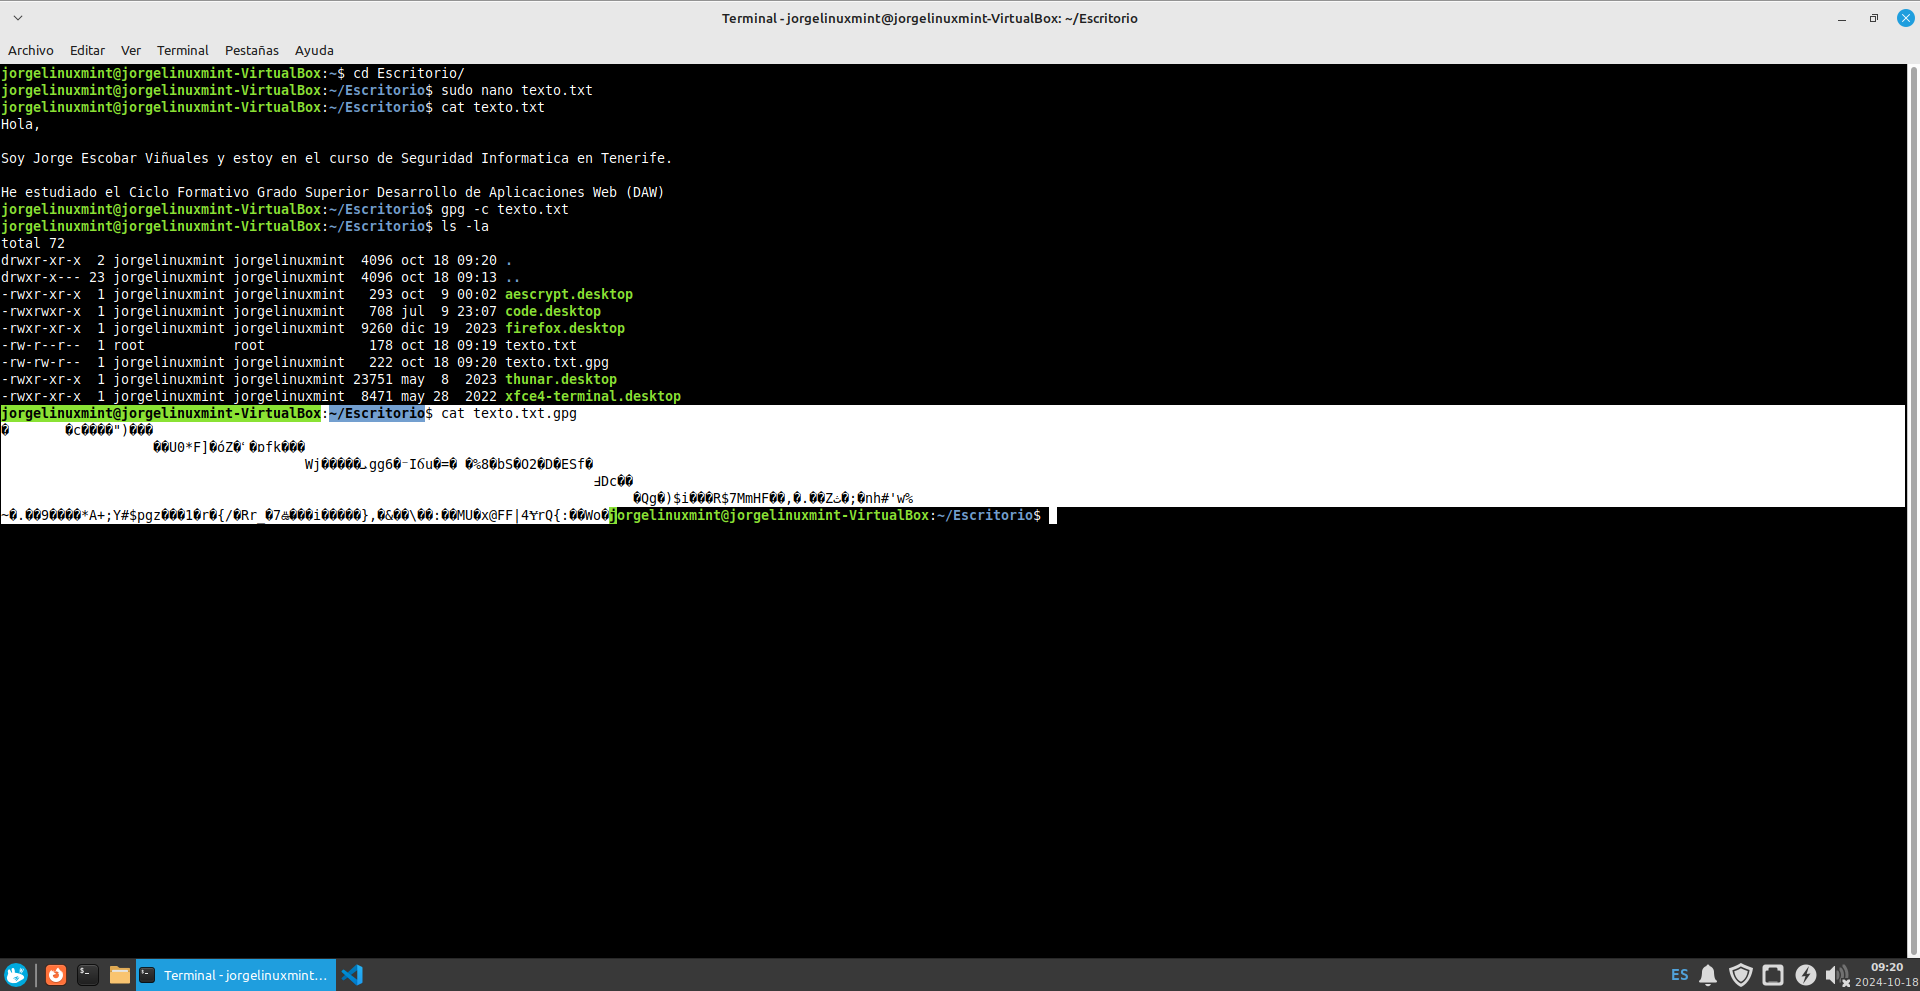 Terminal - jorgelinuxmint@jorgelinuxmint-VirtualBox: ~/Escritorio
Archivo Editar Ver Terminal Pestañas Ayuda
jorgelinuxmint@jorgelinuxmint-VirtualBox:~$ cd Escritorio/
jorgelinuxmint@jorgelinuxmint-VirtualBox:~/Escritorio$ sudo nano texto.txt
jorgelinuxmint@jorgelinuxmint-VirtualBox:~/Escritorio$ cat texto.txt
Hola,
Soy Jorge Escobar Viñuales y estoy en el curso de Seguridad Informatica en Tenerife.
He estudiado el Ciclo Formativo Grado Superior Desarrollo de Aplicaciones Web (DAW)
jorgelinuxmint@jorgelinuxmint-VirtualBox:~/Escritorio$ gpg -c texto.txt
jorgelinuxmint@jorgelinuxmint-VirtualBox:~/Escritorio$ ls -la
total 72
drwxr-xr-x  2 jorgelinuxmint jorgelinuxmint  4096 oct 18 09:20 .
drwxr-x--- 23 jorgelinuxmint jorgelinuxmint  4096 oct 18 09:13 ..
-rwxr-xr-x  1 jorgelinuxmint jorgelinuxmint   293 oct  9 00:02 aescrypt.desktop
-rwxrwxr-x  1 jorgelinuxmint jorgelinuxmint   708 jul  9 23:07 code.desktop
-rwxr-xr-x  1 jorgelinuxmint jorgelinuxmint  9260 dic 19  2023 firefox.desktop
-rw-r--r--  1 root           root             178 oct 18 09:19 texto.txt
-rw-rw-r--  1 jorgelinuxmint jorgelinuxmint   222 oct 18 09:20 texto.txt.gpg
-rwxr-xr-x  1 jorgelinuxmint jorgelinuxmint 23751 may  8  2023 thunar.desktop
-rwxr-xr-x  1 jorgelinuxmint jorgelinuxmint  8471 may 28  2022 xfce4-terminal.desktop
jorgelinuxmint@jorgelinuxmint-VirtualBox:~/Escritorio$ cat texto.txt.gpg
�       �c����")���
��U0*F]�óZ�
Wj�����
�%8�bS�O2�D�ESf�
Dc��
�Qg�)$i���R$7MmHF��,�.��
�;�nh#'w%
~�.��9����*A+;Y#$pgz���1�r�{/�Rr_�7
���i�����},�&��\��:��MU�x@FF|4
rQ{:��Wo�jorgelinuxmint@jorgelinuxmint-VirtualBox:~/Escritorio$
Terminal - jorgelinuxmint...
ES
09:20
2024-10-18